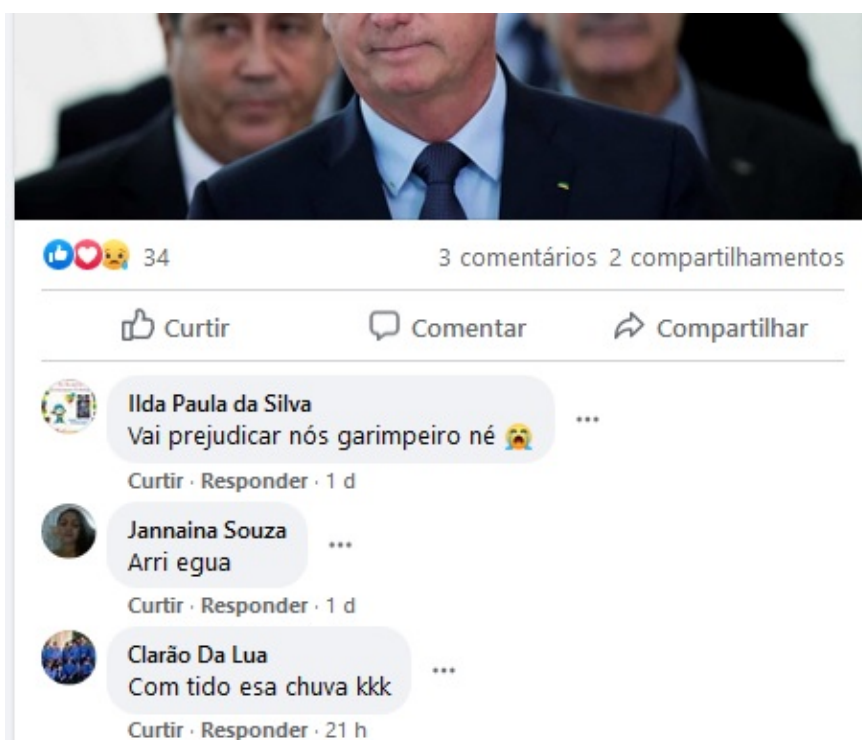 34
3 comentários 2 compartilhamentos
Curtir Comentar Compartilhar
Ilda Paula da Silva
Vai prejudicar nós garimpeiro né 😭
Curtir · Responder · 1 d
Jannaina Souza
Arri egua
Curtir · Responder · 1 d
Clarão Da Lua
Com tido esa chuva kkk
Curtir · Responder · 21 h